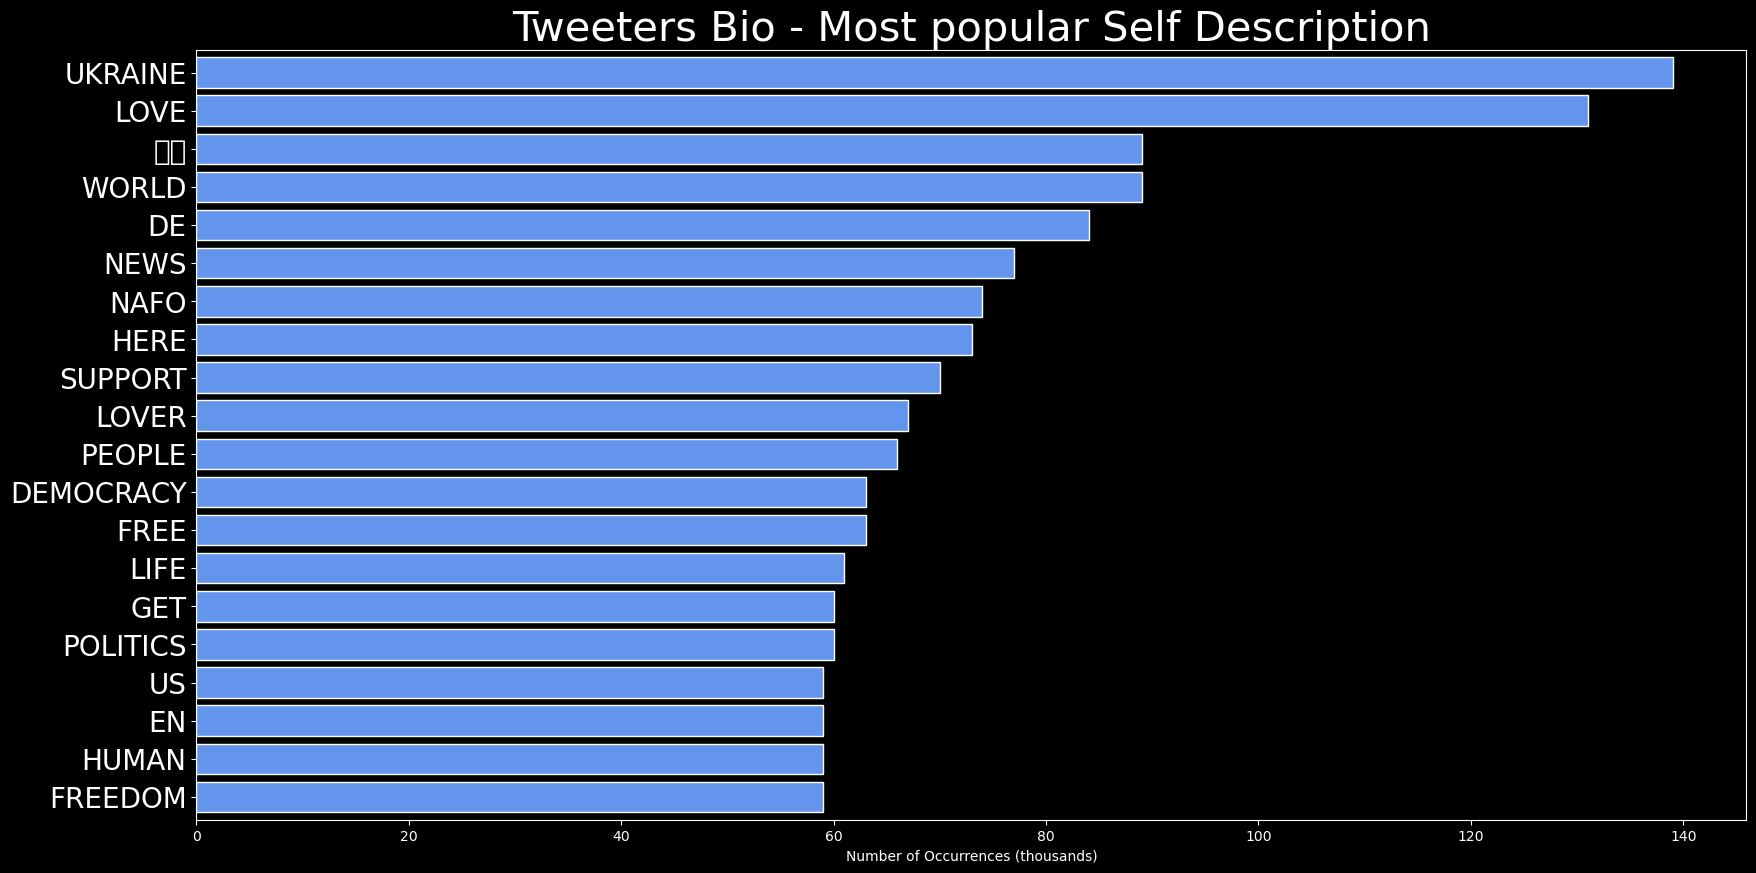 Tweeters Bio - Most popular Self Description
UKRAINE
LOVE
WORLD
DE
NEWS
NAFO
HERE
SUPPORT
LOVER
PEOPLE
DEMOCRACY
FREE
LIFE
GET
POLITICS
US
EN
HUMAN
FREEDOM
0 20 40 60 80 100 120 140
Number of Occurrences (thousands)